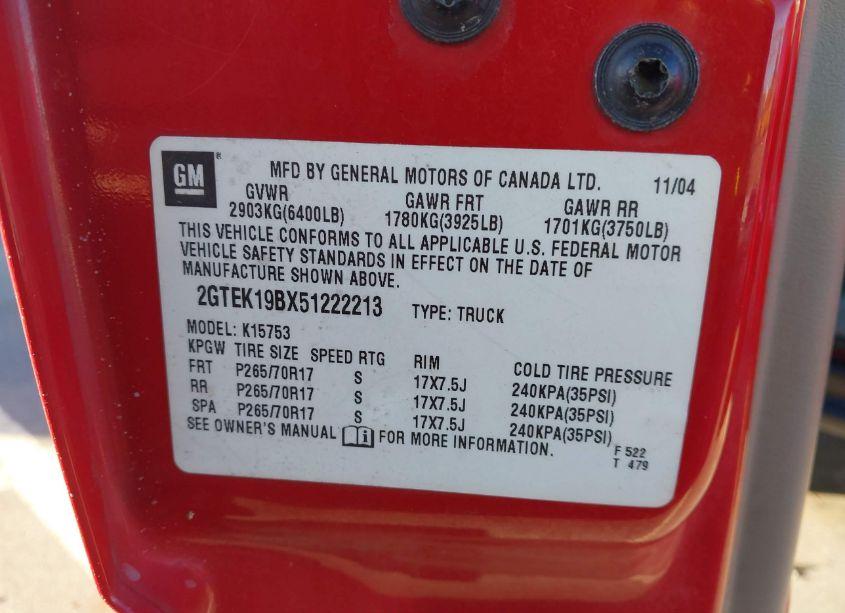 GM ® MFD BY GENERAL MOTORS OF CANADA LTD. 11/04
GVWR GAWR FRT GAWR RR
2903KG(6400LB) 1780KG(3925LB) 1701KG(3750LB)
THIS VEHICLE CONFORMS TO ALL APPLICABLE U.S. FEDERAL MOTOR
VEHICLE SAFETY STANDARDS IN EFFECT ON THE DATE OF
MANUFACTURE SHOWN ABOVE.
2GTEK19BX51222213 TYPE: TRUCK
MODEL: K15753
KPGW TIRE SIZE SPEED RTG RIM COLD TIRE PRESSURE
FRT P265/70R17 S 17X7.5J 240KPA(35PSI)
RR P265/70R17 S 17X7.5J 240KPA(35PSI)
SPA P265/70R17 S 17X7.5J 240KPA(35PSI)
SEE OWNER'S MANUAL i FOR MORE INFORMATION.
F 522
T 479